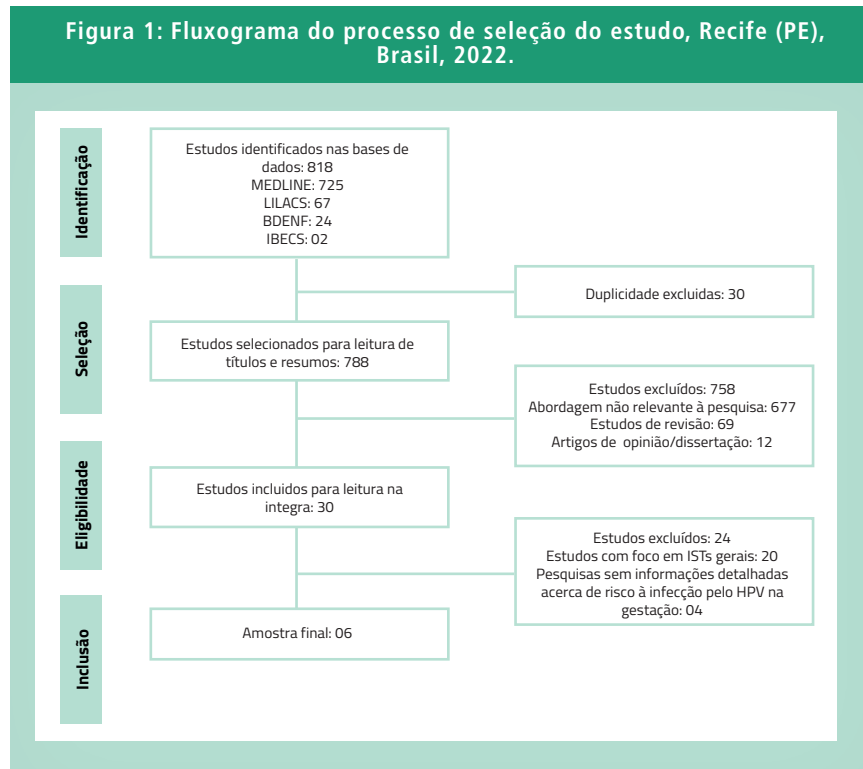 Figura 1: Fluxograma do processo de seleção do estudo, Recife (PE),
Brasil, 2022.
Identificação
Estudos identificados nas bases de
dados: 818
MEDLINE: 725
LILACS: 67
BDENF: 24
IBECS: 02
Duplicidade excluidas: 30
Seleção
Estudos selecionados para leitura de
títulos e resumos: 788
Estudos excluídos: 758
Abordagem não relevante à pesquisa: 677
Estudos de revisão: 69
Artigos de opinião/dissertação: 12
Eligibilidade
Estudos incluidos para leitura na
integra: 30
Estudos excluídos: 24
Estudos com foco em ISTs gerais: 20
Pesquisas sem informações detalhadas
acerca de risco à infecção pelo HPV na
gestação: 04
Inclusão
Amostra final: 06